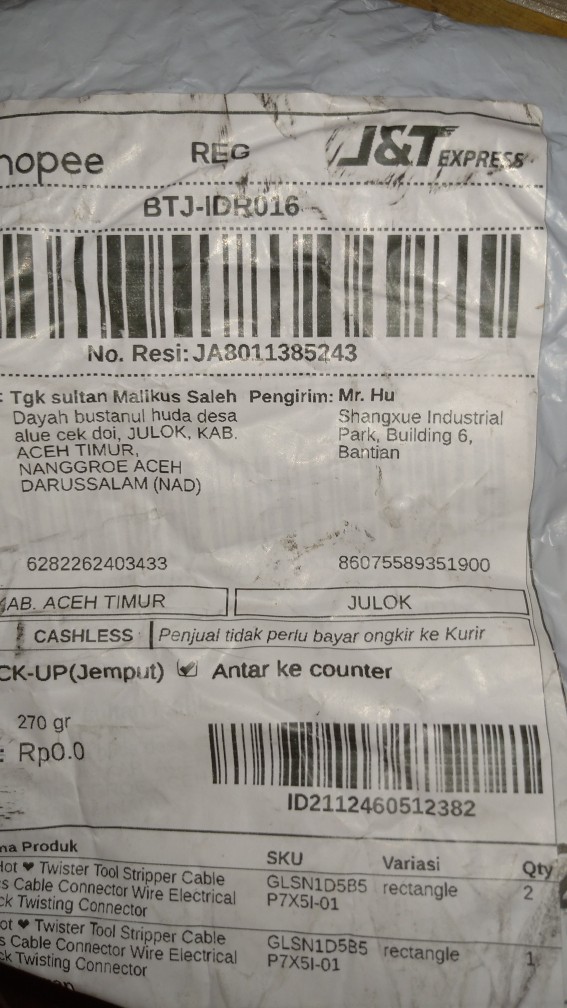 hopee REG J&T EXPRESS
BTJ-IDR016
No. Resi: JA8011385243
: Tgk sultan Malikus Saleh Pengirim: Mr. Hu
Dayah bustanul huda desa Shangxue Industrial
alue cek doi, JULOK, KAB. Park, Building 6,
ACEH TIMUR, Bantian
NANGGROE ACEH
DARUSSALAM (NAD)
6282262403433 86075589351900
KAB. ACEH TIMUR JULOK
CASHLESS Penjual tidak perlu bayar ongkir ke Kurir
CK-UP(Jemput) Antar ke counter
270 gr
: Rp0.0
ID2112460512382
ma Produk SKU Variasi Qty
Hot ❤ Twister Tool Stripper Cable GLSN1D5B5 rectangle 2
s Cable Connector Wire Electrical P7X5I-01
ck Twisting Connector
ot ❤ Twister Tool Stripper Cable GLSN1D5B5 rectangle 1
s Cable Connector Wire Electrical P7X5I-01
ck Twisting Connector